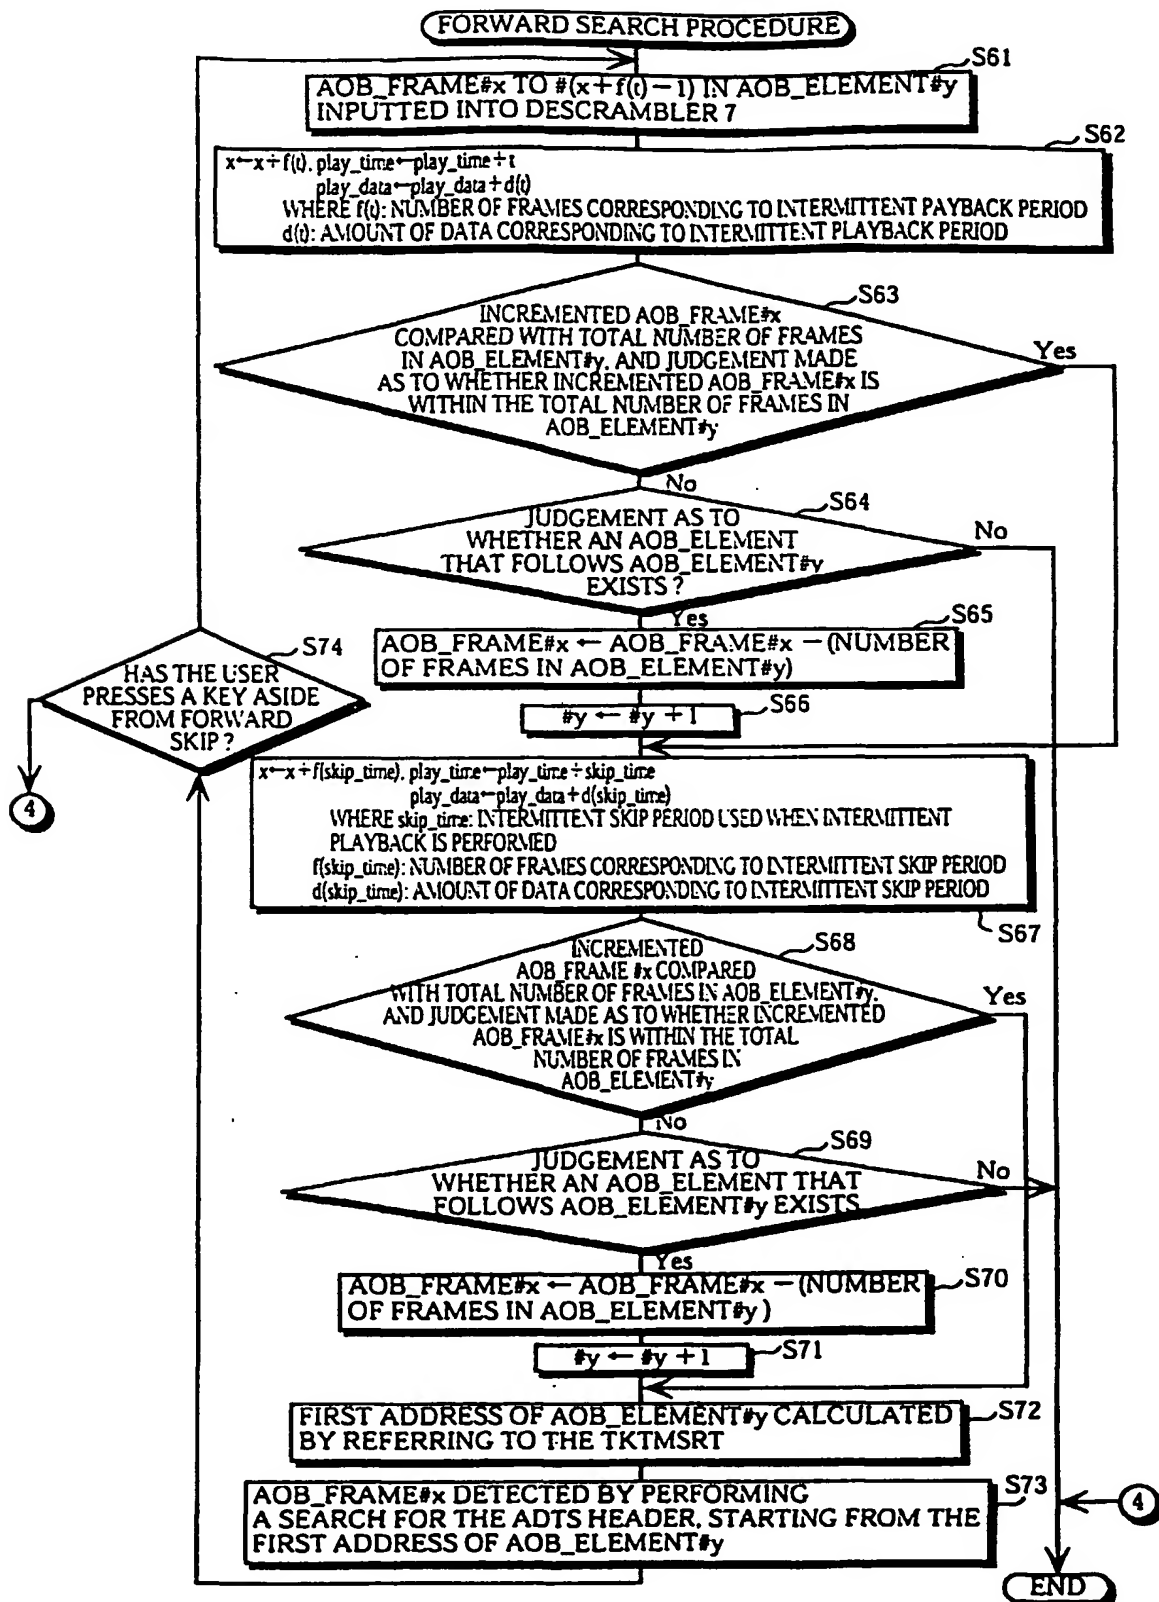 FORWARD SEARCH PROCEDURE
S61
AOB_FRAME#x TO #(x+f(t)−1) IN AOB_ELEMENT#y
INPUTTED INTO DESCRAMBLER 7
S62
x←x+f(t), play_time←play_time+t
play_data←play_data+d(t)
WHERE f(t): NUMBER OF FRAMES CORRESPONDING TO INTERMITTENT PAYBACK PERIOD
d(t): AMOUNT OF DATA CORRESPONDING TO INTERMITTENT PLAYBACK PERIOD
S63
INCREMENTED AOB_FRAME#x
COMPARED WITH TOTAL NUMBER OF FRAMES
IN AOB_ELEMENT#y, AND JUDGEMENT MADE
AS TO WHETHER INCREMENTED AOB_FRAME#x IS
WITHIN THE TOTAL NUMBER OF FRAMES IN
AOB_ELEMENT#y
Yes
No
S64
JUDGEMENT AS TO
WHETHER AN AOB_ELEMENT
THAT FOLLOWS AOB_ELEMENT#y
EXISTS ?
No
Yes
S65
AOB_FRAME#x ← AOB_FRAME#x − (NUMBER
OF FRAMES IN AOB_ELEMENT#y)
S66
#y ← #y + 1
S74
HAS THE USER
PRESSES A KEY ASIDE
FROM FORWARD
SKIP ?
4
x←x+f(skip_time), play_time←play_time+skip_time
play_data←play_data+d(skip_time)
WHERE skip_time: INTERMITTENT SKIP PERIOD USED WHEN INTERMITTENT
PLAYBACK IS PERFORMED
f(skip_time): NUMBER OF FRAMES CORRESPONDING TO INTERMITTENT SKIP PERIOD
d(skip_time): AMOUNT OF DATA CORRESPONDING TO INTERMITTENT SKIP PERIOD
S67
S68
INCREMENTED
AOB_FRAME #x COMPARED
WITH TOTAL NUMBER OF FRAMES IN AOB_ELEMENT#y,
AND JUDGEMENT MADE AS TO WHETHER INCREMENTED
AOB_FRAME#x IS WITHIN THE TOTAL
NUMBER OF FRAMES IN
AOB_ELEMENT#y
Yes
No
S69
JUDGEMENT AS TO
WHETHER AN AOB_ELEMENT THAT
FOLLOWS AOB_ELEMENT#y EXISTS
No
Yes
S70
AOB_FRAME#x ← AOB_FRAME#x − (NUMBER
OF FRAMES IN AOB_ELEMENT#y )
S71
#y ← #y + 1
S72
FIRST ADDRESS OF AOB_ELEMENT#y CALCULATED
BY REFERRING TO THE TKTMSRT
S73
AOB_FRAME#x DETECTED BY PERFORMING
A SEARCH FOR THE ADTS HEADER, STARTING FROM THE
FIRST ADDRESS OF AOB_ELEMENT#y
4
END